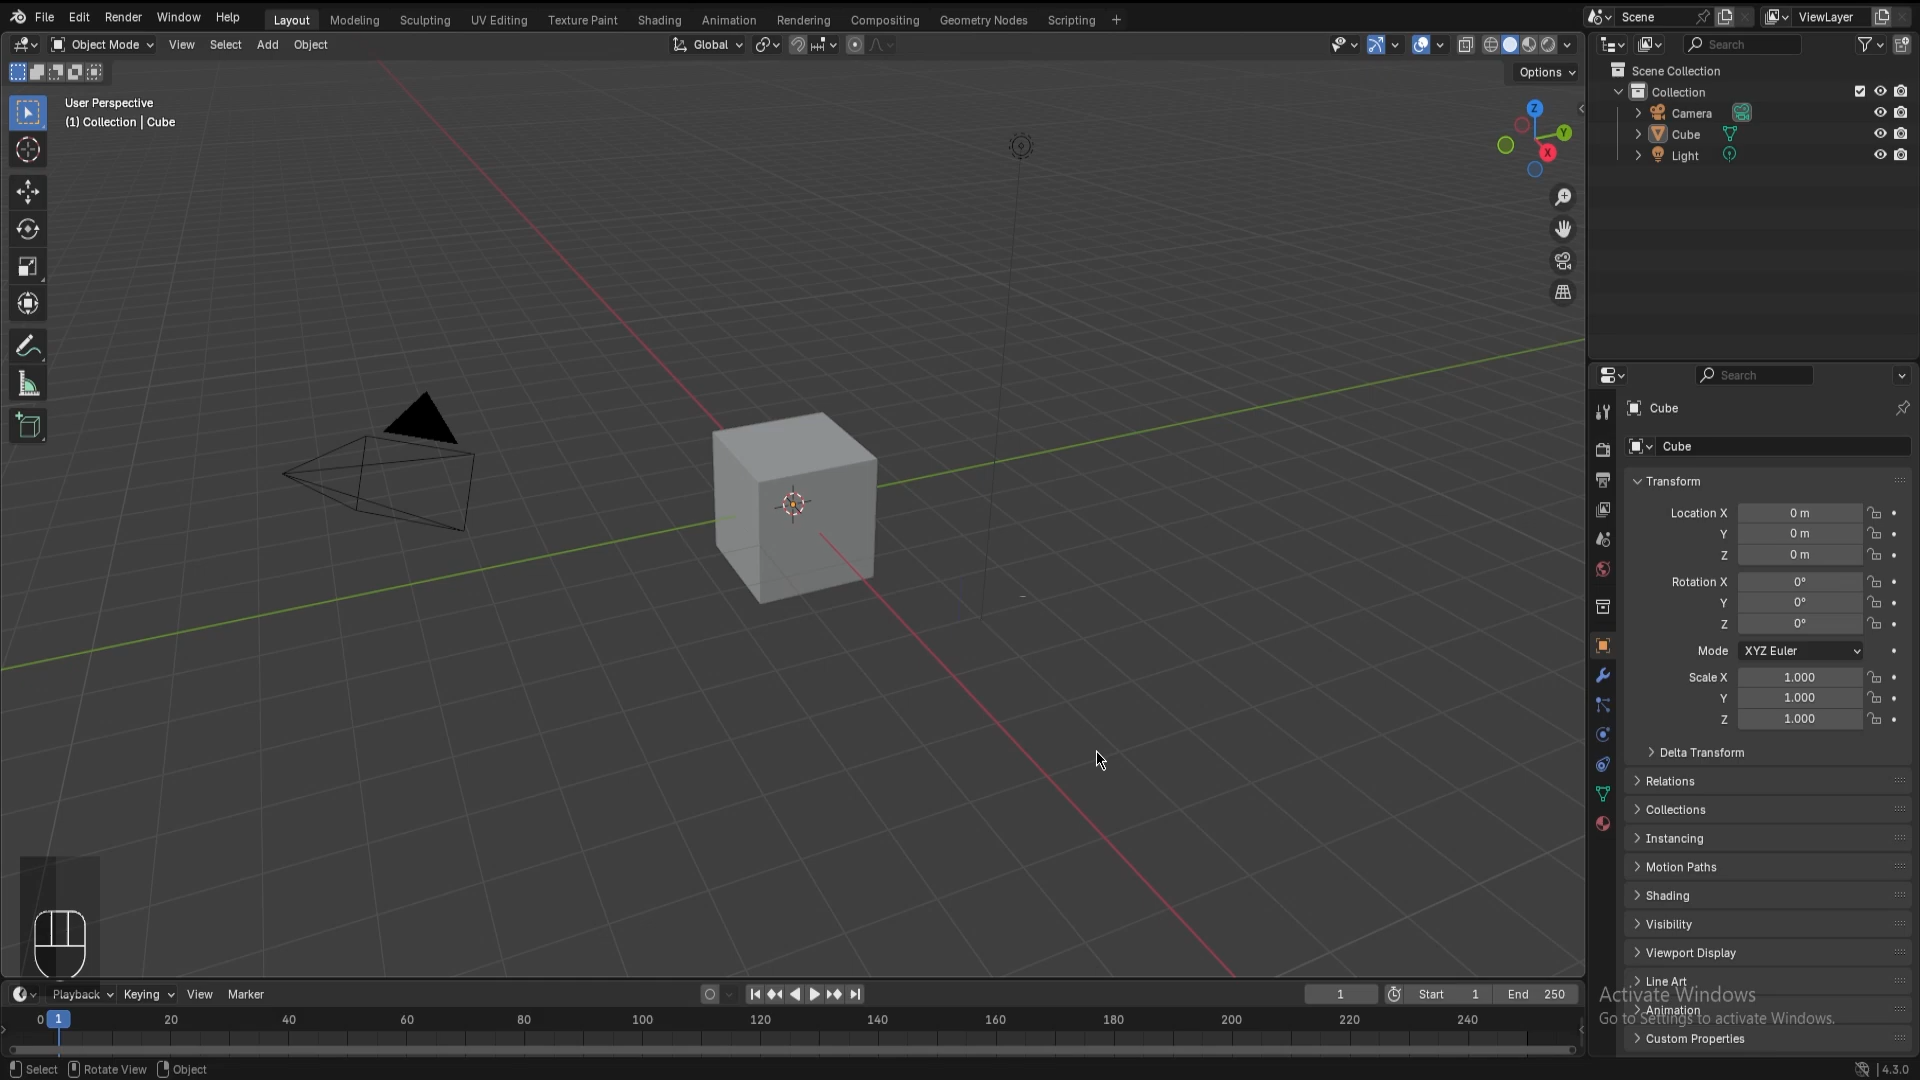 File Edit Render Window Help Layout Modeling Sculpting UV Editing Texture Paint Shading Animation Rendering Compositing Geometry Nodes Scripting + Scene ViewLayer
Object Mode View Select Add Object Global Search
Options
User Perspective
(1) Collection | Cube
Z
Y
X
Scene Collection
Collection
Camera
Cube
Light
Search
Cube
Cube
Transform
Location X 0 m
Y 0 m
Z 0 m
Rotation X 0°
Y 0°
Z 0°
Mode XYZ Euler
Scale X 1.000
Y 1.000
Z 1.000
Delta Transform
Relations
Collections
Instancing
Motion Paths
Shading
Visibility
Viewport Display
Line Art
Activate Windows
Animation
Go to Settings to activate Windows.
Custom Properties
Playback Keying View Marker 1 Start 1 End 250
0 1 20 40 60 80 100 120 140 160 180 200 220 240
Select Rotate View Object 4.3.0